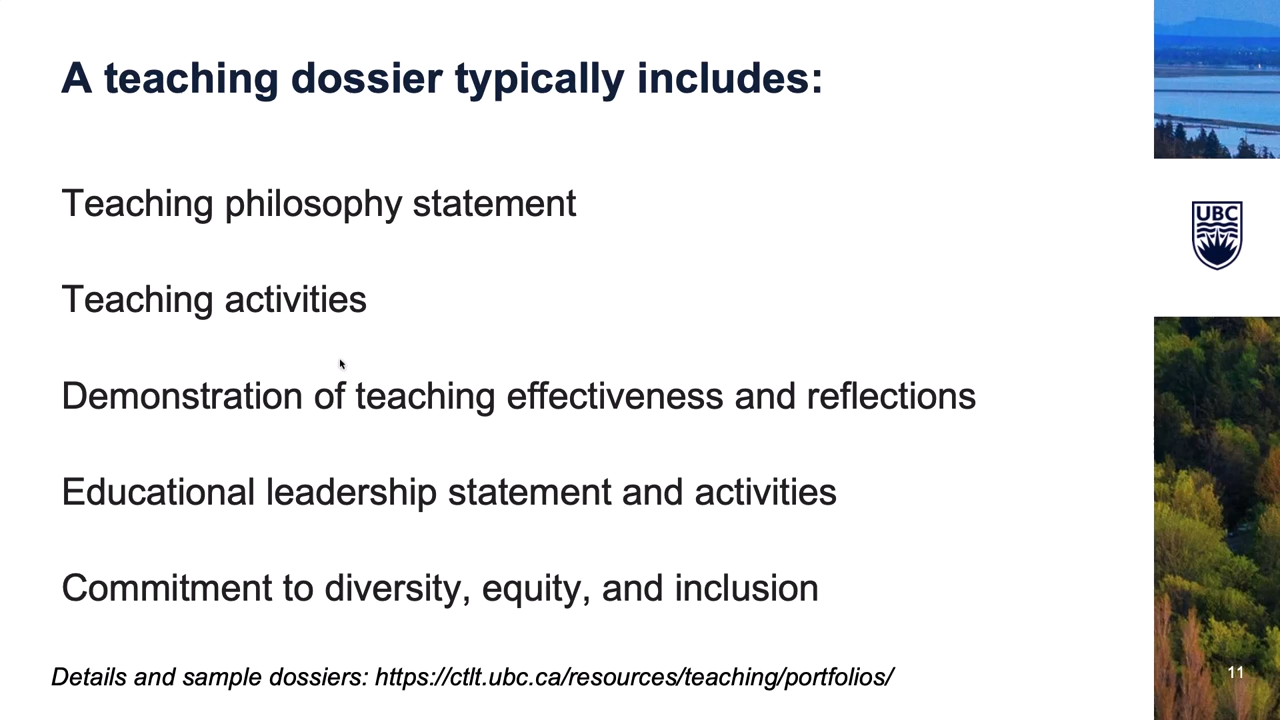 A teaching dossier typically includes:
Teaching philosophy statement
UBC
Teaching activities
Demonstration of teaching effectiveness and reflections
Educational leadership statement and activities
Commitment to diversity, equity, and inclusion
Details and sample dossiers: https://ctlt.ubc.ca/resources/teaching/portfolios/
11